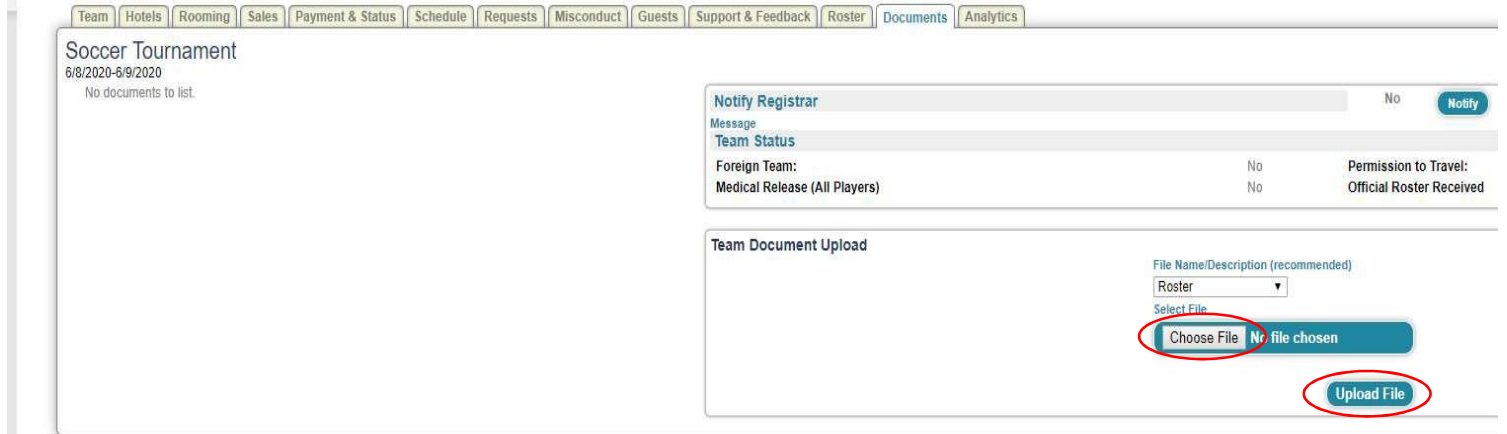 Team Hotels Rooming Sales Payment & Status Schedule Requests Misconduct Guests Support & Feedback Roster Documents Analytics
Soccer Tournament
6/8/2020-6/9/2020
No documents to list.
Notify Registrar No Notify
Message
Team Status
Foreign Team: No Permission to Travel:
Medical Release (All Players) No Official Roster Received
Team Document Upload
File Name/Description (recommended)
Roster
Select File
Choose File No file chosen
Upload File